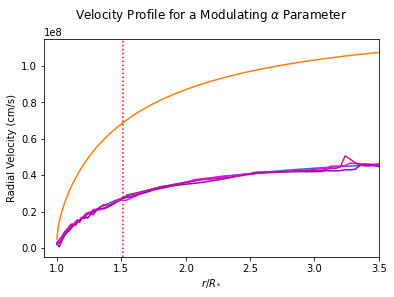 Velocity Profile for a Modulating α Parameter
1e8
Radial Velocity (cm/s)
1.0
0.8
0.6
0.4
0.2
0.0
1.0 1.5 2.0 2.5 3.0 3.5
r/R*